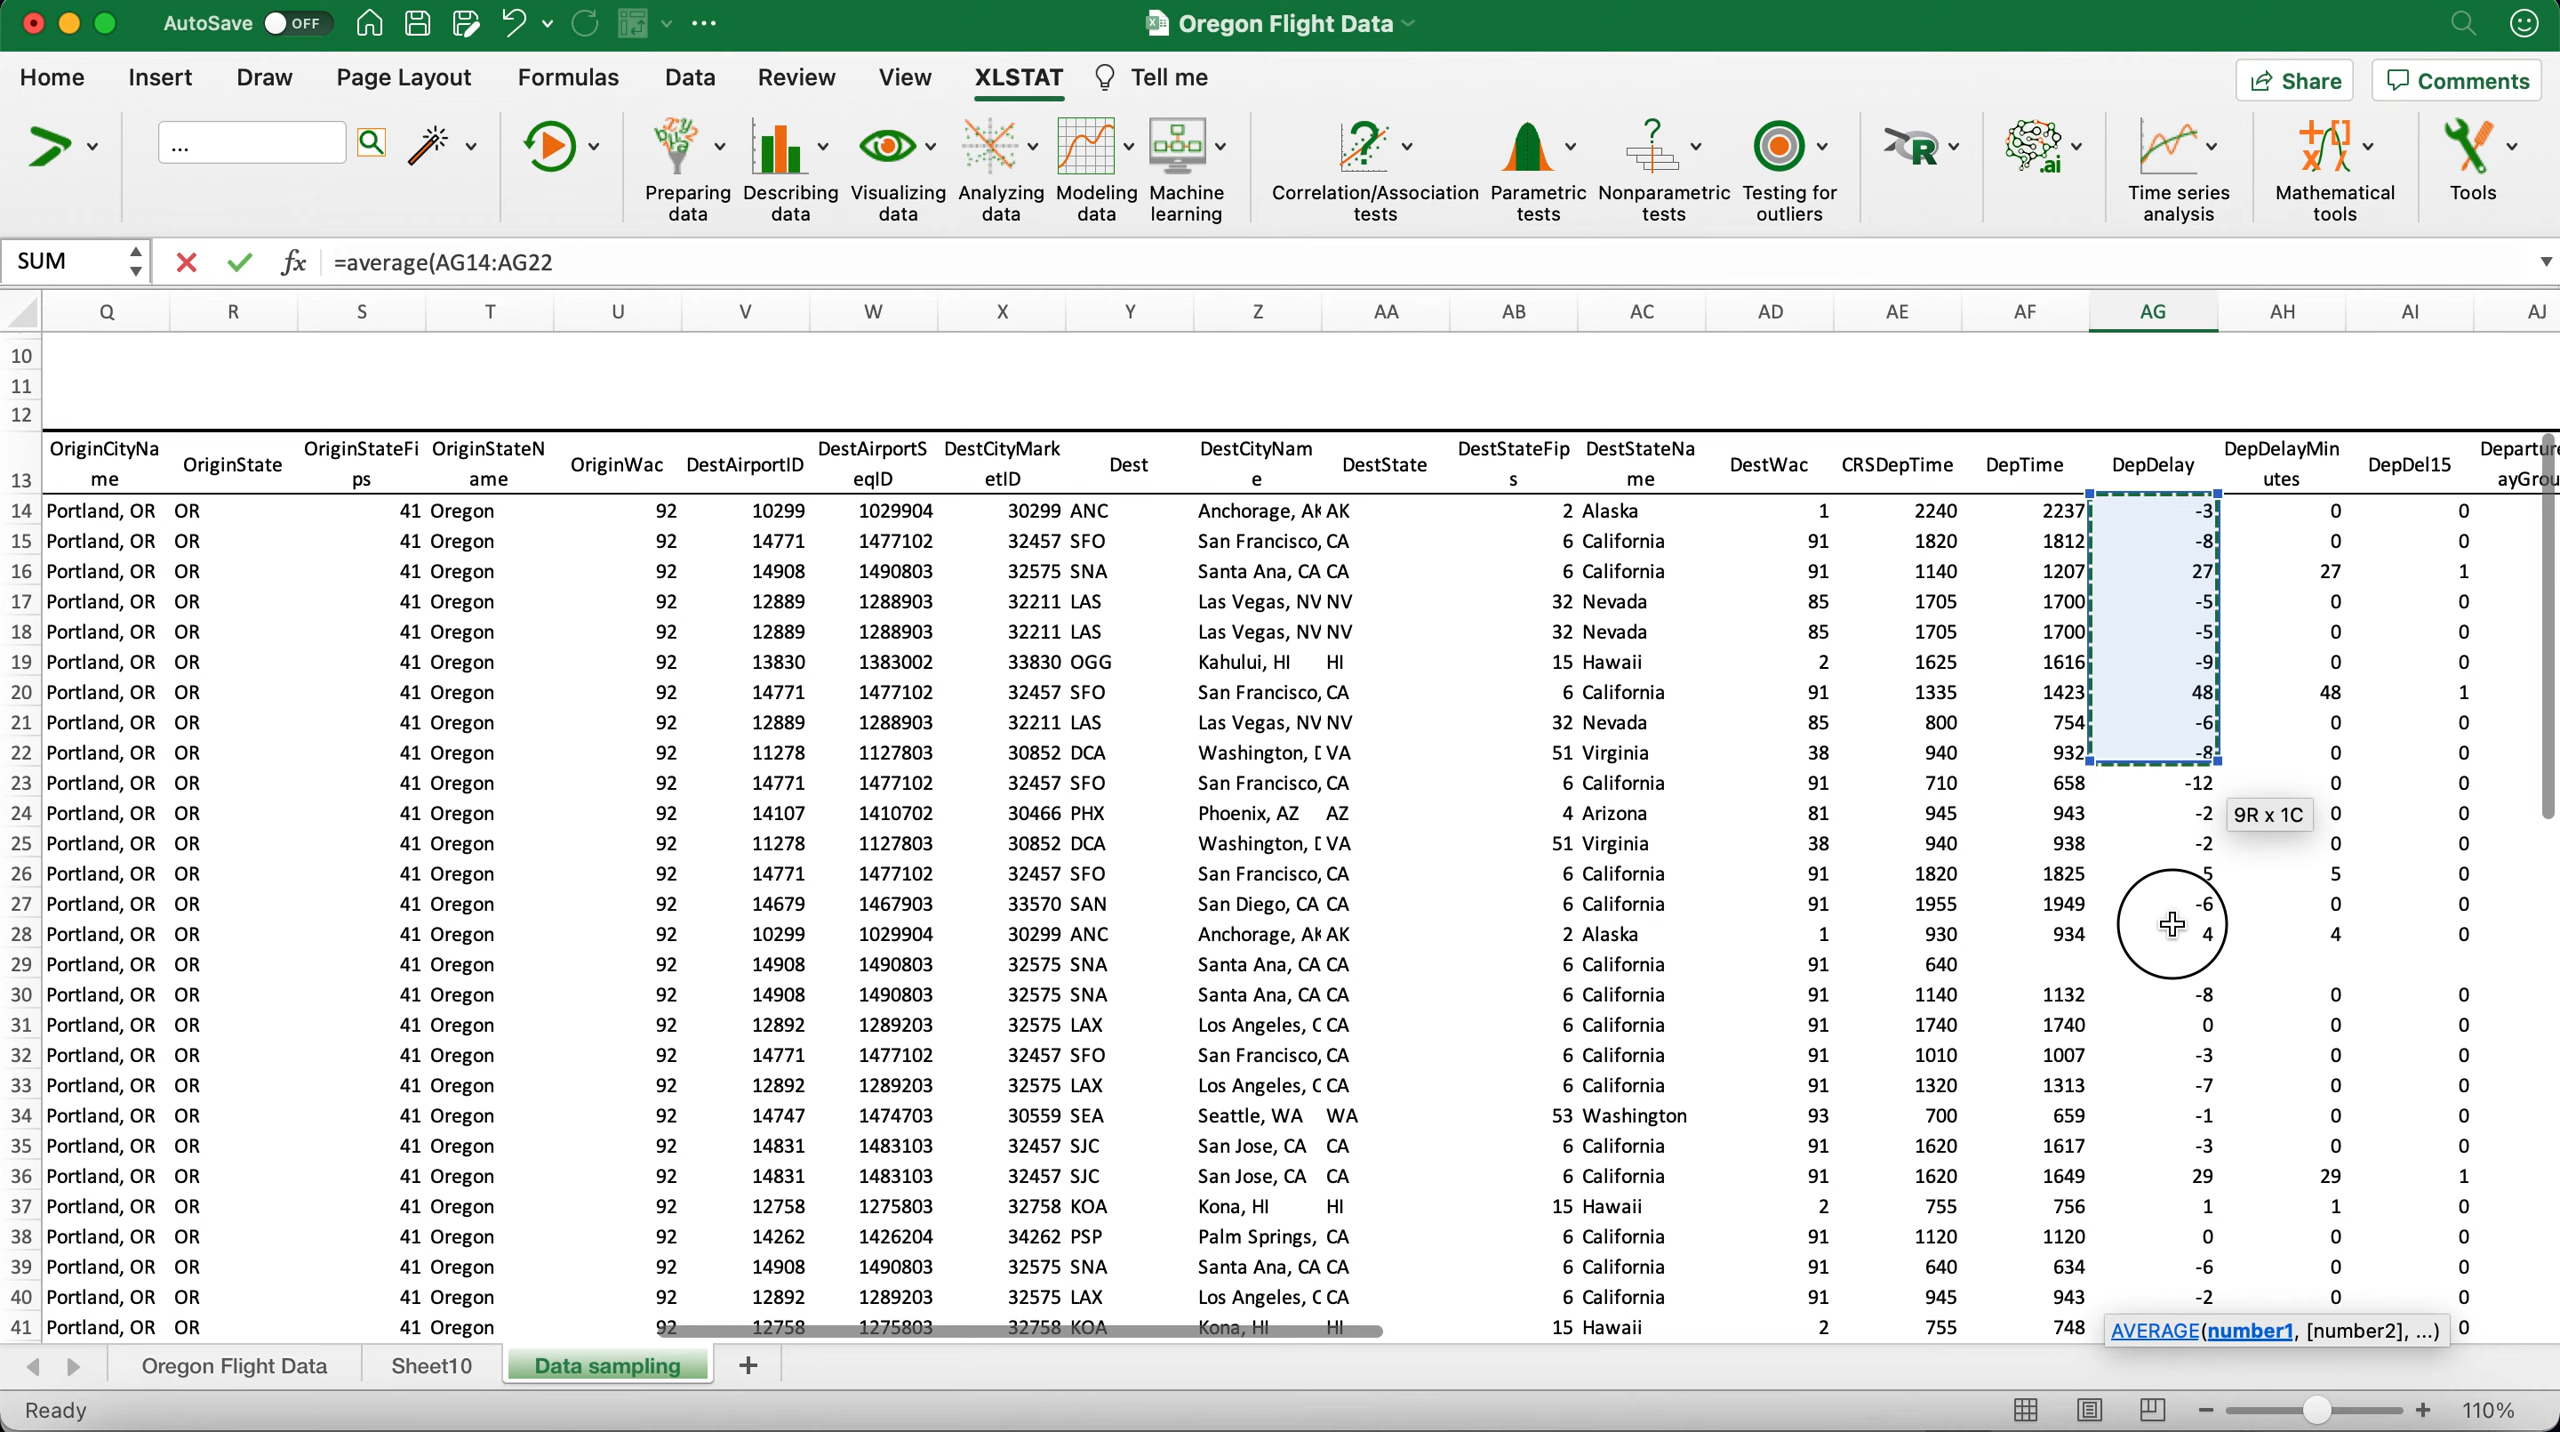 AutoSave OFF Oregon Flight Data
Home Insert Draw Page Layout Formulas Data Review View XLSTAT Tell me Share Comments
...
Preparing data Describing data Visualizing data Analyzing data Modeling data Machine learning Correlation/Association tests Parametric tests Nonparametric tests Testing for outliers R .ai Time series analysis Mathematical tools Tools
SUM fx =average(AG14:AG22
Q R S T U V W X Y Z AA AB AC AD AE AF AG AH AI AJ
10
11
12
13 OriginCityName OriginState OriginStateFips OriginStateName OriginWac DestAirportID DestAirportSeqID DestCityMarketID Dest DestCityName DestState DestStateFips DestStateName DestWac CRSDepTime DepTime DepDelay DepDelayMinutes DepDel15 Departure ayGrou
14 Portland, OR OR 41 Oregon 92 10299 1029904 30299 ANC Anchorage, AK AK 2 Alaska 1 2240 2237 -3 0 0
15 Portland, OR OR 41 Oregon 92 14771 1477102 32457 SFO San Francisco, CA 6 California 91 1820 1812 -8 0 0
16 Portland, OR OR 41 Oregon 92 14908 1490803 32575 SNA Santa Ana, CA CA 6 California 91 1140 1207 27 27 1
17 Portland, OR OR 41 Oregon 92 12889 1288903 32211 LAS Las Vegas, NV NV 32 Nevada 85 1705 1700 -5 0 0
18 Portland, OR OR 41 Oregon 92 12889 1288903 32211 LAS Las Vegas, NV NV 32 Nevada 85 1705 1700 -5 0 0
19 Portland, OR OR 41 Oregon 92 13830 1383002 33830 OGG Kahului, HI HI 15 Hawaii 2 1625 1616 -9 0 0
20 Portland, OR OR 41 Oregon 92 14771 1477102 32457 SFO San Francisco, CA 6 California 91 1335 1423 48 48 1
21 Portland, OR OR 41 Oregon 92 12889 1288903 32211 LAS Las Vegas, NV NV 32 Nevada 85 800 754 -6 0 0
22 Portland, OR OR 41 Oregon 92 11278 1127803 30852 DCA Washington, D VA 51 Virginia 38 940 932 -8 0 0
23 Portland, OR OR 41 Oregon 92 14771 1477102 32457 SFO San Francisco, CA 6 California 91 710 658 -12 0 0
24 Portland, OR OR 41 Oregon 92 14107 1410702 30466 PHX Phoenix, AZ AZ 4 Arizona 81 945 943 -2 9R x 1C 0 0
25 Portland, OR OR 41 Oregon 92 11278 1127803 30852 DCA Washington, D VA 51 Virginia 38 940 938 -2 0 0
26 Portland, OR OR 41 Oregon 92 14771 1477102 32457 SFO San Francisco, CA 6 California 91 1820 1825 5 5 0
27 Portland, OR OR 41 Oregon 92 14679 1467903 33570 SAN San Diego, CA CA 6 California 91 1955 1949 -6 0 0
28 Portland, OR OR 41 Oregon 92 10299 1029904 30299 ANC Anchorage, AK AK 2 Alaska 1 930 934 4 4 0
29 Portland, OR OR 41 Oregon 92 14908 1490803 32575 SNA Santa Ana, CA CA 6 California 91 640
30 Portland, OR OR 41 Oregon 92 14908 1490803 32575 SNA Santa Ana, CA CA 6 California 91 1140 1132 -8 0 0
31 Portland, OR OR 41 Oregon 92 12892 1289203 32575 LAX Los Angeles, C CA 6 California 91 1740 1740 0 0 0
32 Portland, OR OR 41 Oregon 92 14771 1477102 32457 SFO San Francisco, CA 6 California 91 1010 1007 -3 0 0
33 Portland, OR OR 41 Oregon 92 12892 1289203 32575 LAX Los Angeles, C CA 6 California 91 1320 1313 -7 0 0
34 Portland, OR OR 41 Oregon 92 14747 1474703 30559 SEA Seattle, WA WA 53 Washington 93 700 659 -1 0 0
35 Portland, OR OR 41 Oregon 92 14831 1483103 32457 SJC San Jose, CA CA 6 California 91 1620 1617 -3 0 0
36 Portland, OR OR 41 Oregon 92 14831 1483103 32457 SJC San Jose, CA CA 6 California 91 1620 1649 29 29 1
37 Portland, OR OR 41 Oregon 92 12758 1275803 32758 KOA Kona, HI HI 15 Hawaii 2 755 756 1 1 0
38 Portland, OR OR 41 Oregon 92 14262 1426204 34262 PSP Palm Springs, CA 6 California 91 1120 1120 0 0 0
39 Portland, OR OR 41 Oregon 92 14908 1490803 32575 SNA Santa Ana, CA CA 6 California 91 640 634 -6 0 0
40 Portland, OR OR 41 Oregon 92 12892 1289203 32575 LAX Los Angeles, C CA 6 California 91 945 943 -2 0 0
41 Portland, OR OR 41 Oregon 92 12758 1275803 32758 KOA Kona, HI HI 15 Hawaii 2 755 748 AVERAGE(number1, [number2], ...) 0
Oregon Flight Data Sheet10 Data sampling +
Ready 110%